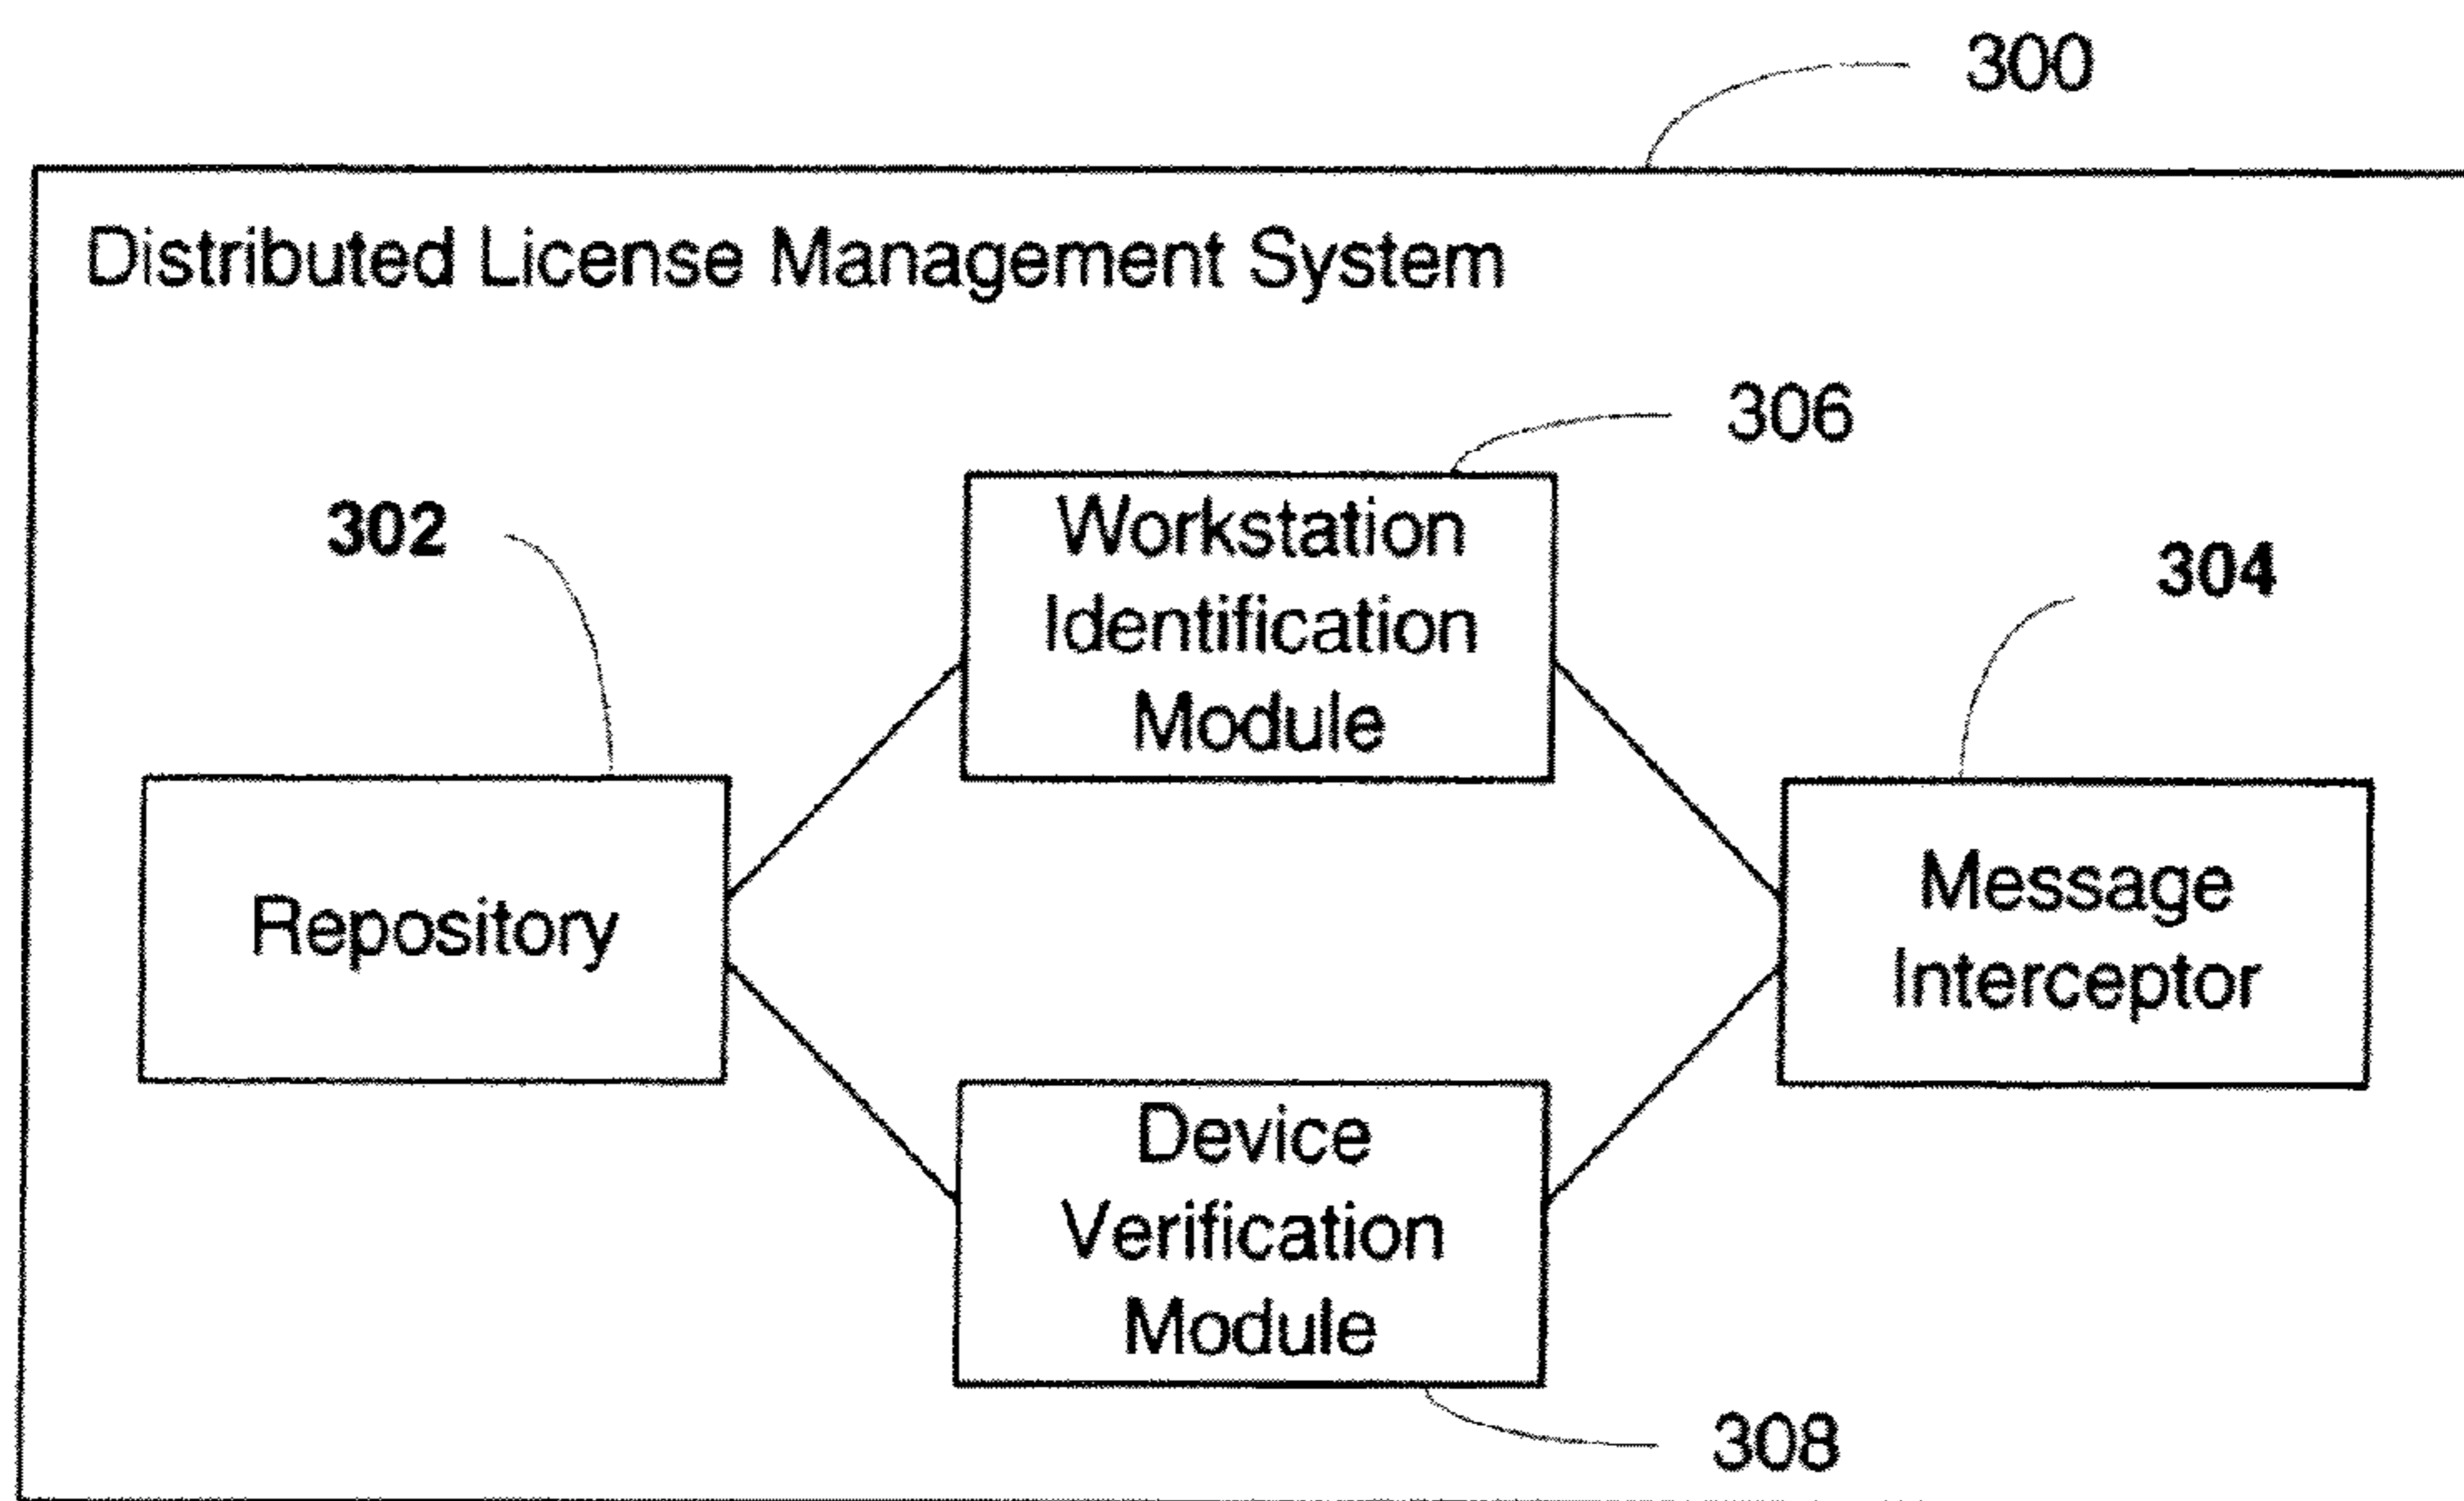 300
Distributed License Management System
306
302
Workstation
Identification
Module
304
Repository
Message
Interceptor
Device
Verification
Module
308